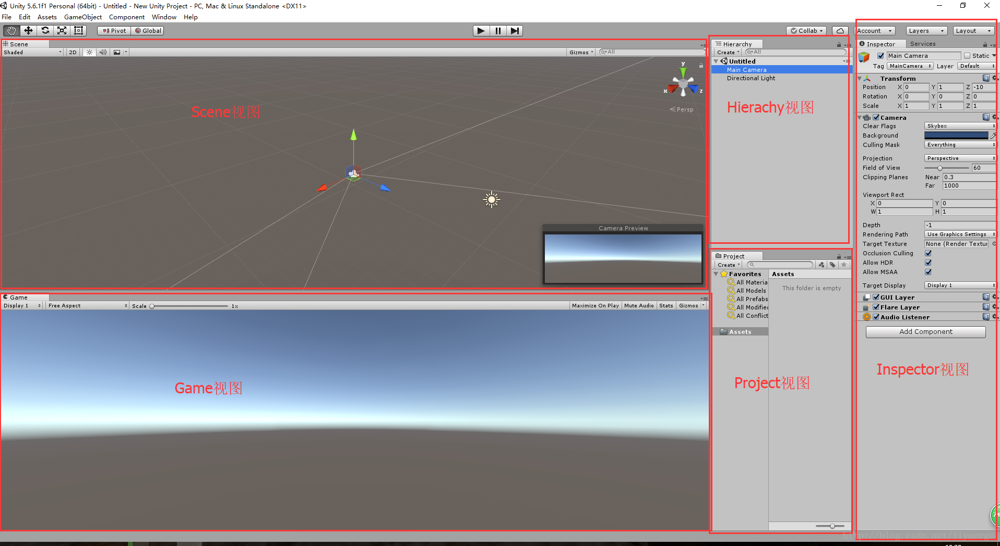 Unity 5.6.1f1 Personal (64bit) - Untitled - New Unity Project - PC, Mac & Linux Standalone <DX11>
File Edit Assets GameObject Component Window Help
Pivot Global
Collab Account Layers Layout
Scene
Shaded 2D Gizmos All
y
x z
Persp
Scene视图
Camera Preview
Game
Display 1 Free Aspect Scale 1x Maximize On Play Mute Audio Stats Gizmos
Game视图
Hierarchy
Create All
Untitled
Main Camera
Directional Light
Hierachy视图
Project
Create
Favorites
All Materia
All Models
All Prefabs
All Modified
All Conflict
Assets
Assets
This folder is empty
Project视图
Inspector Services
Main Camera Static
Tag MainCamera Layer Default
Transform
Position X 0 Y 1 Z -10
Rotation X 0 Y 0 Z 0
Scale X 1 Y 1 Z 1
Camera
Clear Flags Skybox
Background
Culling Mask Everything
Projection Perspective
Field of View 60
Clipping Planes Near 0.3
Far 1000
Viewport Rect
X 0 Y 0
W 1 H 1
Depth -1
Rendering Path Use Graphics Settings
Target Texture None (Render Textur
Occlusion Culling
Allow HDR
Allow MSAA
Target Display Display 1
GUI Layer
Flare Layer
Audio Listener
Add Component
Inspector视图
74
http://blog.csdn.net/liyuerge